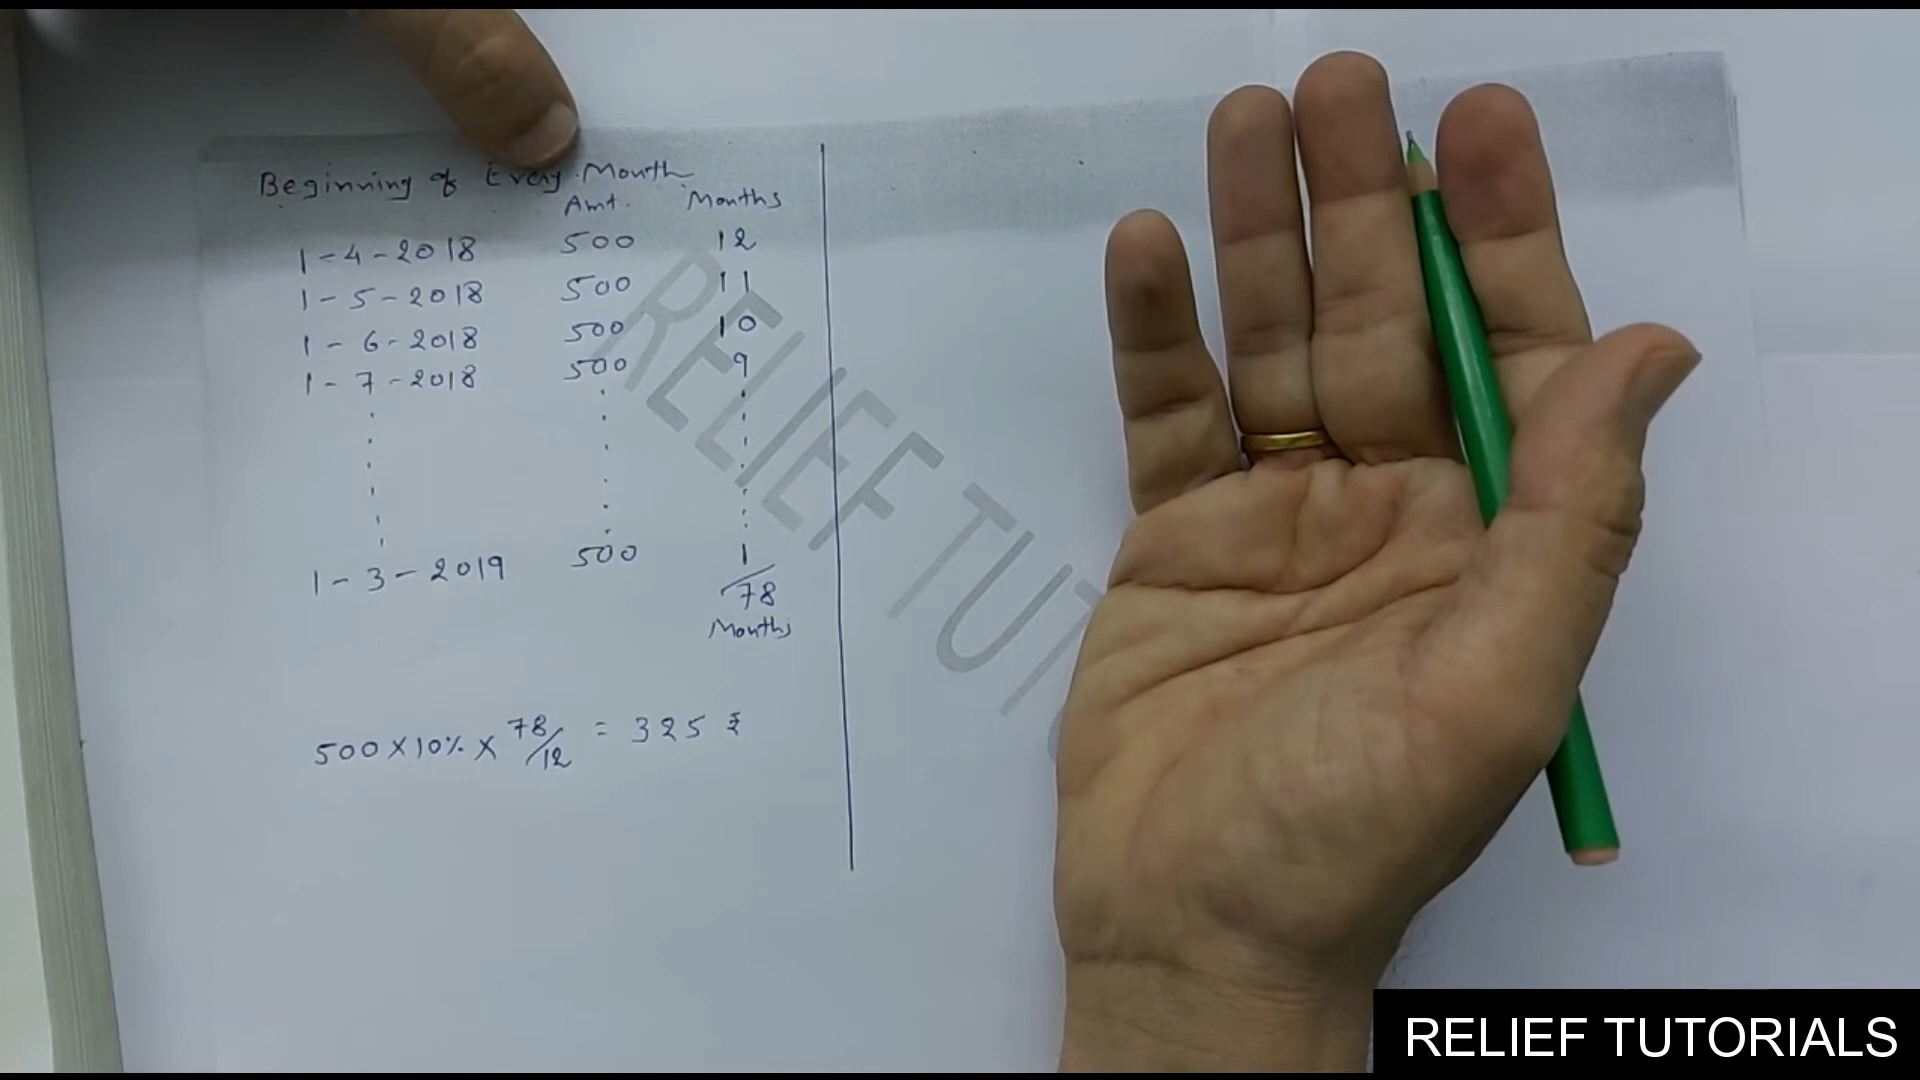 Beginning of Every Month
Amt. Months
1-4-2018 500 12
1-5-2018 500 11
1-6-2018 500 10
1-7-2018 500 9
1-3-2019 500 1
78
Months
500 X 10% X 78/12 = 325 ₹
RELIEF TUT
RELIEF TUTORIALS